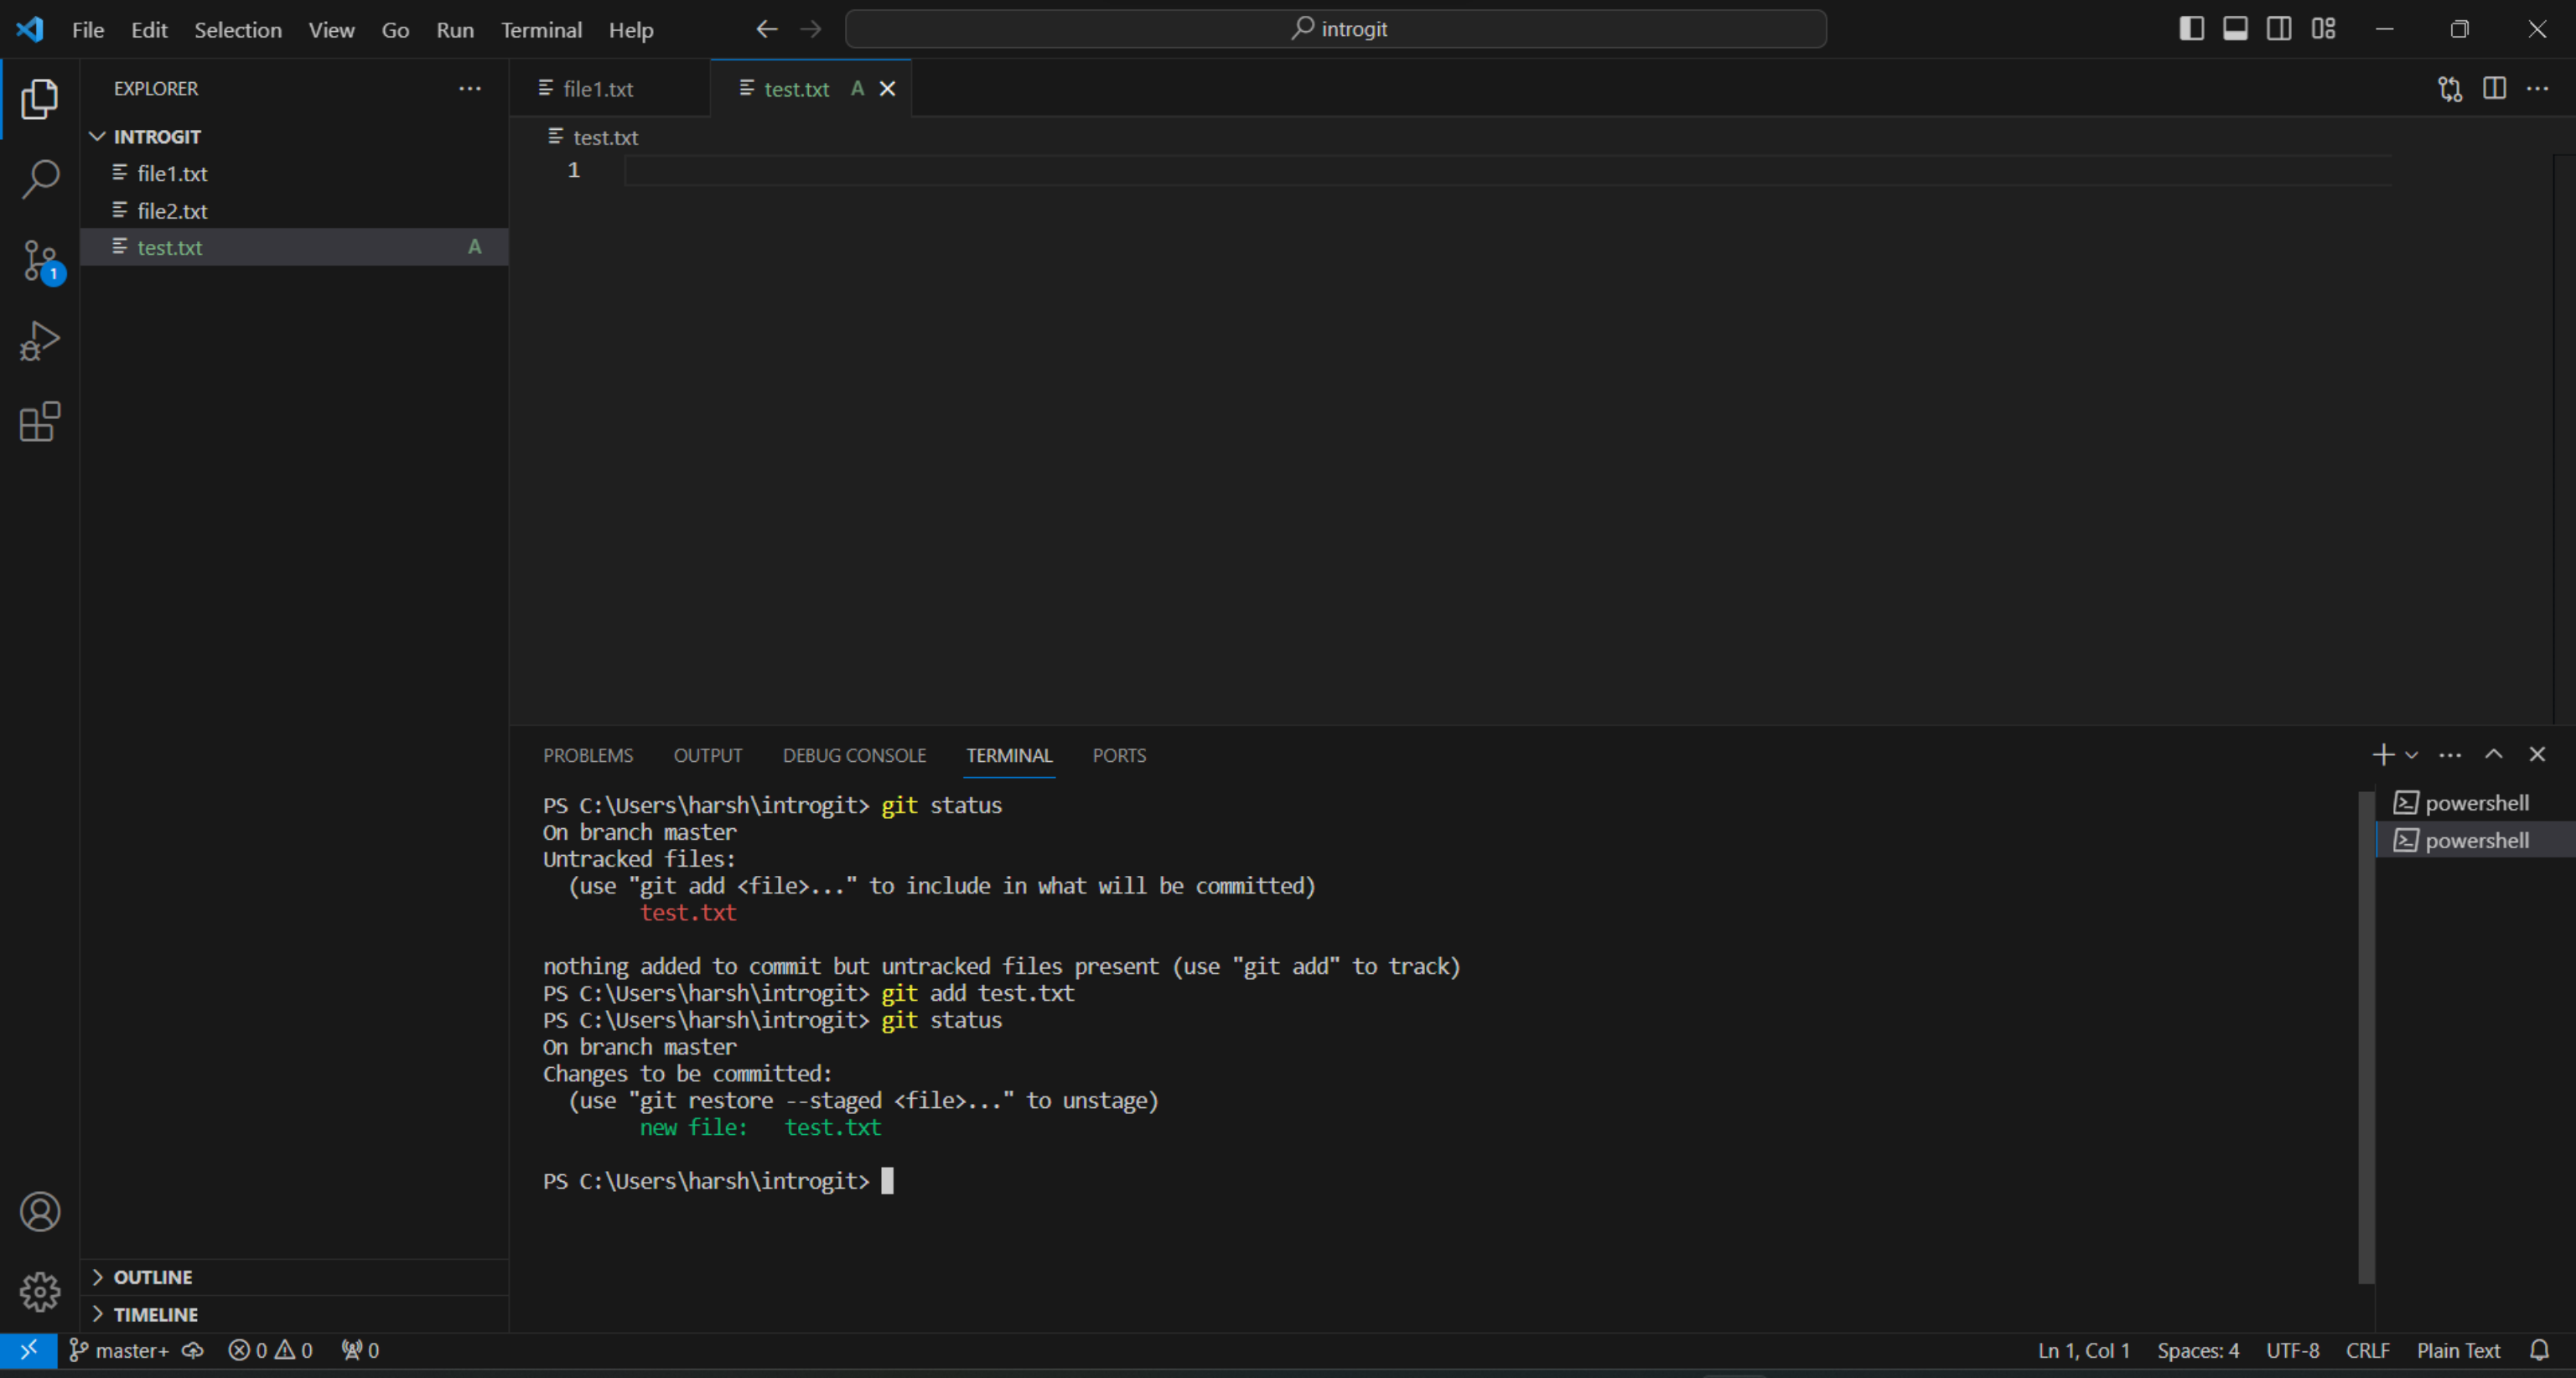 File Edit Selection View Go Run Terminal Help
introgit
EXPLORER
INTROGIT
file1.txt
file2.txt
test.txt A
OUTLINE
TIMELINE
file1.txt
test.txt A
test.txt
1
PROBLEMS OUTPUT DEBUG CONSOLE TERMINAL PORTS
PS C:\Users\harsh\introgit> git status
On branch master
Untracked files:
  (use "git add <file>..." to include in what will be committed)
        test.txt
nothing added to commit but untracked files present (use "git add" to track)
PS C:\Users\harsh\introgit> git add test.txt
PS C:\Users\harsh\introgit> git status
On branch master
Changes to be committed:
  (use "git restore --staged <file>..." to unstage)
        new file:   test.txt
PS C:\Users\harsh\introgit>
powershell
powershell
1
master+ 0 0 0
Ln 1, Col 1 Spaces: 4 UTF-8 CRLF Plain Text